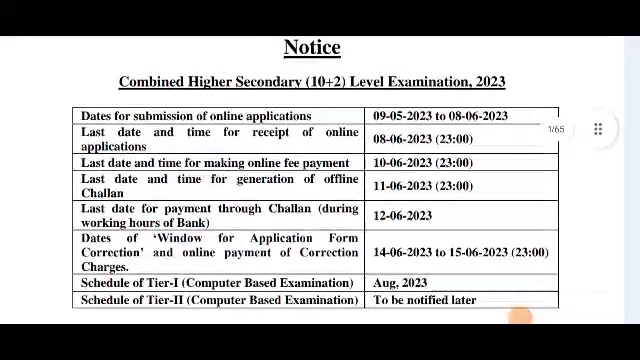 Notice
Combined Higher Secondary (10+2) Level Examination, 2023
Dates for submission of online applications 09-05-2023 to 08-06-2023
Last date and time for receipt of online
applications 08-06-2023 (23:00)
Last date and time for making online fee payment 10-06-2023 (23:00)
Last date and time for generation of offline
Challan 11-06-2023 (23:00)
Last date for payment through Challan (during
working hours of Bank) 12-06-2023
Dates of ‘Window for Application Form
Correction’ and online payment of Correction
Charges. 14-06-2023 to 15-06-2023 (23:00)
Schedule of Tier-I (Computer Based Examination) Aug, 2023
Schedule of Tier-II (Computer Based Examination) To be notified later
1/65